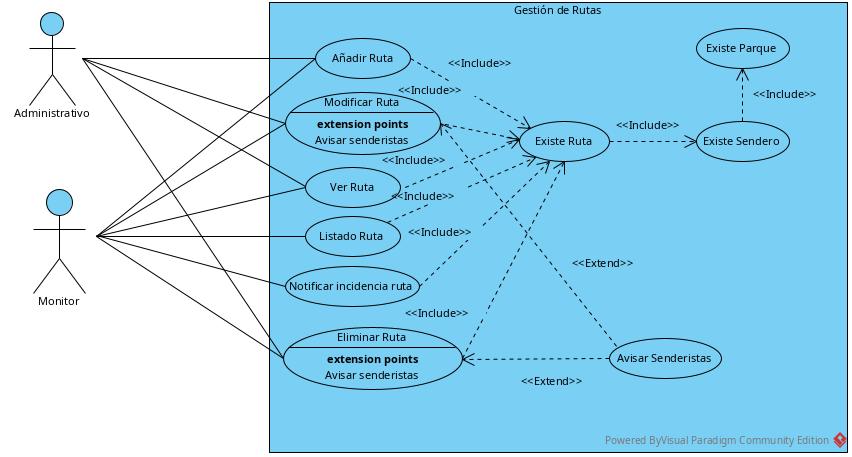 Gestión de Rutas
Administrativo
Monitor
Añadir Ruta
<<Include>>
Existe Parque
<<Include>>
Modificar Ruta
extension points
Avisar senderistas
<<Include>>
Existe Ruta
<<Include>>
Existe Sendero
<<Include>>
Ver Ruta
<<Include>>
Listado Ruta
<<Include>>
Notificar incidencia ruta
<<Extend>>
<<Include>>
Eliminar Ruta
extension points
Avisar senderistas
Avisar Senderistas
<<Extend>>
Powered ByVisual Paradigm Community Edition